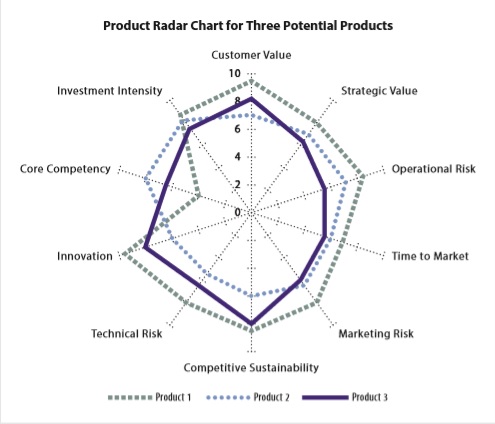 Product Radar Chart for Three Potential Products
Customer Value
10
Investment Intensity
Strategic Value
8
6
4
Core Competency
Operational Risk
2
0
Innovation
Time to Market
Technical Risk
Marketing Risk
Competitive Sustainability
Product 1
Product 2
Product 3